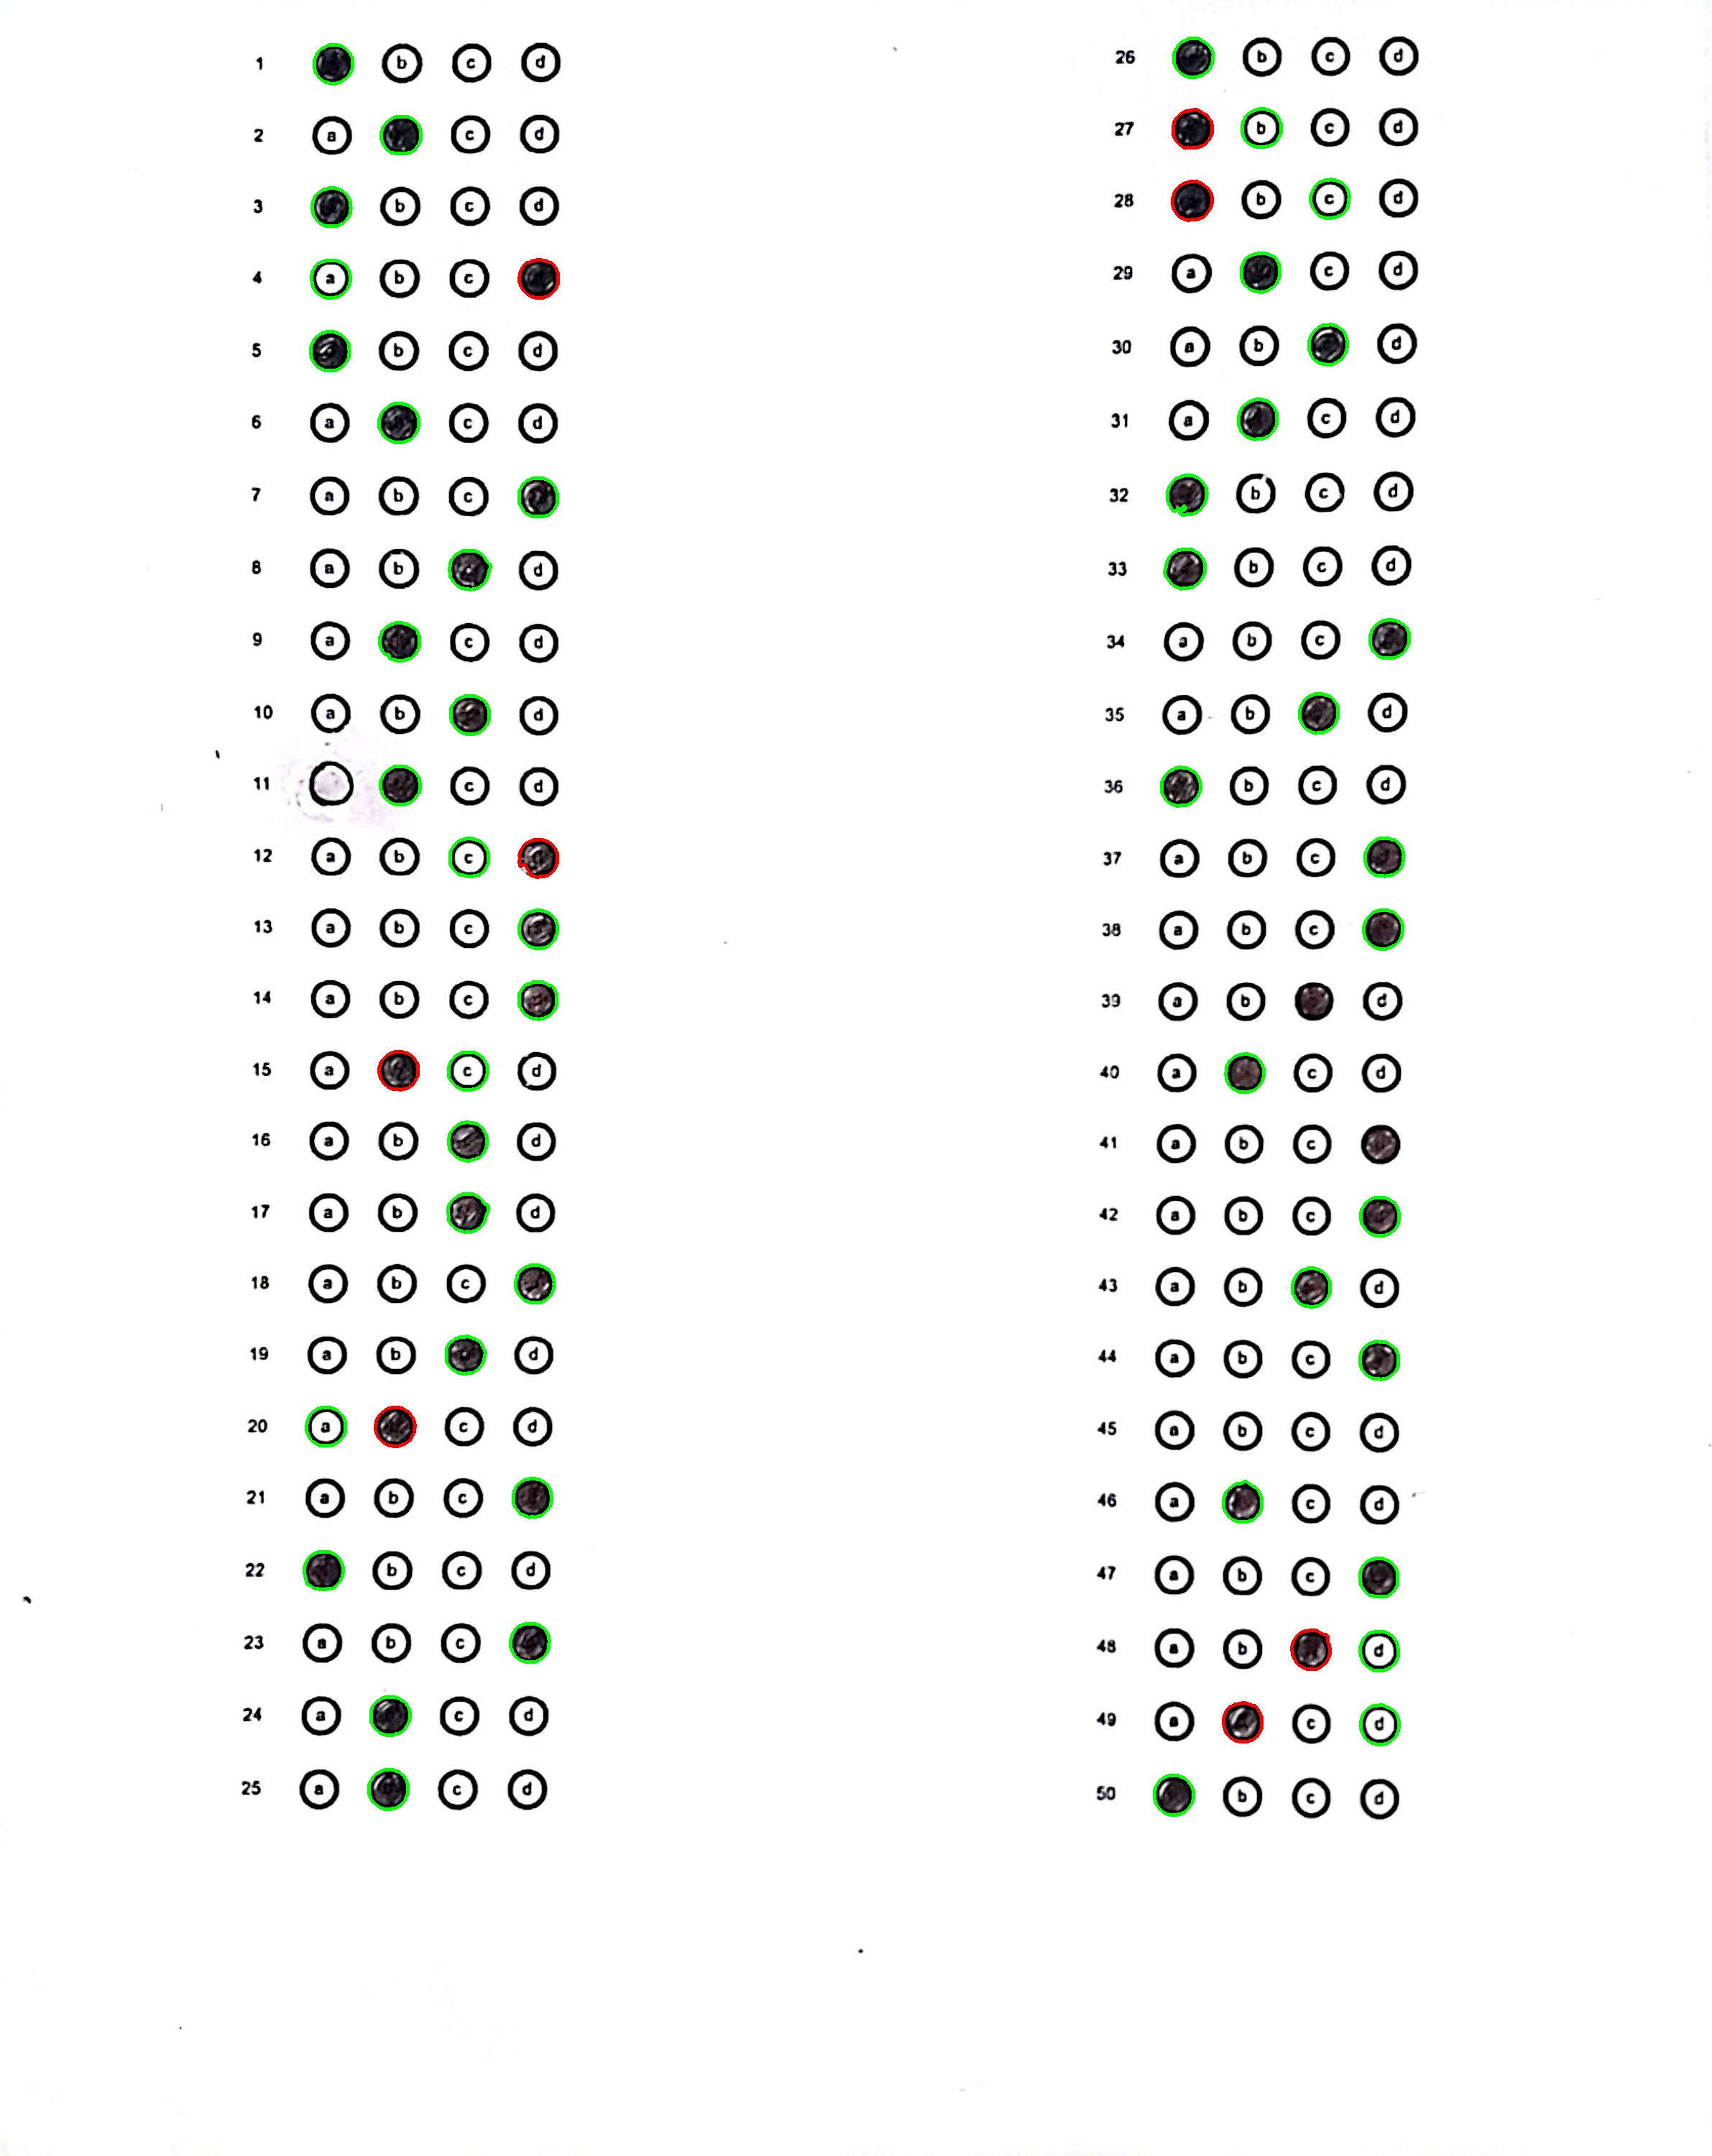 1 b c d
2 a c d
3 b c d
4 a b c
5 b c d
6 a c d
7 a b c
8 a b d
9 a c d
10 a b d
11 c d
12 a b c
13 a b c
14 a b c
15 a c d
16 a b d
17 a b d
18 a b c
19 a b d
20 a c d
21 a b c
22 b c d
23 a b c
24 a c d
25 a c d
26 b c d
27 b c d
28 b c d
29 a c d
30 a b d
31 a c d
32 b c d
33 b c d
34 a b c
35 a b d
36 b c d
37 a b c
38 a b c
39 a b d
40 a c d
41 a b c
42 a b c
43 a b d
44 a b c
45 a b c d
46 a c d
47 a b c
48 a b d
49 a c d
50 b c d